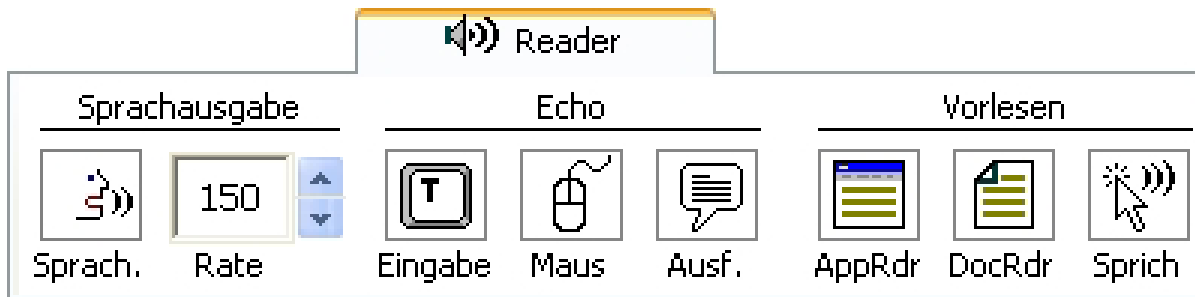 Reader
Sprachausgabe Echo Vorlesen
150 T
Sprach. Rate Eingabe Maus Ausf. AppRdr DocRdr Sprich